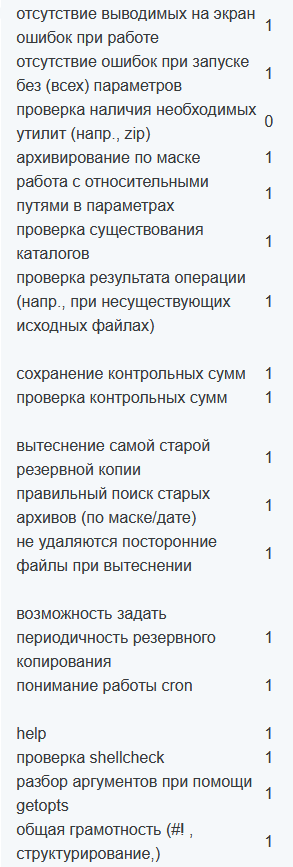 отсутствие выводимых на экран
ошибок при работе 1
отсутствие ошибок при запуске
без (всех) параметров 1
проверка наличия необходимых
утилит (напр., zip) 0
архивирование по маске 1
работа с относительными
путями в параметрах 1
проверка существования
каталогов 1
проверка результата операции
(напр., при несуществующих 1
исходных файлах)
сохранение контрольных сумм 1
проверка контрольных сумм 1
вытеснение самой старой
резервной копии 1
правильный поиск старых
архивов (по маске/дате) 1
не удаляются посторонние
файлы при вытеснении 1
возможность задать
периодичность резервного 1
копирования
понимание работы cron 1
help 1
проверка shellcheck 1
разбор аргументов при помощи
getopts 1
общая грамотность (#! ,
структурирование,) 1